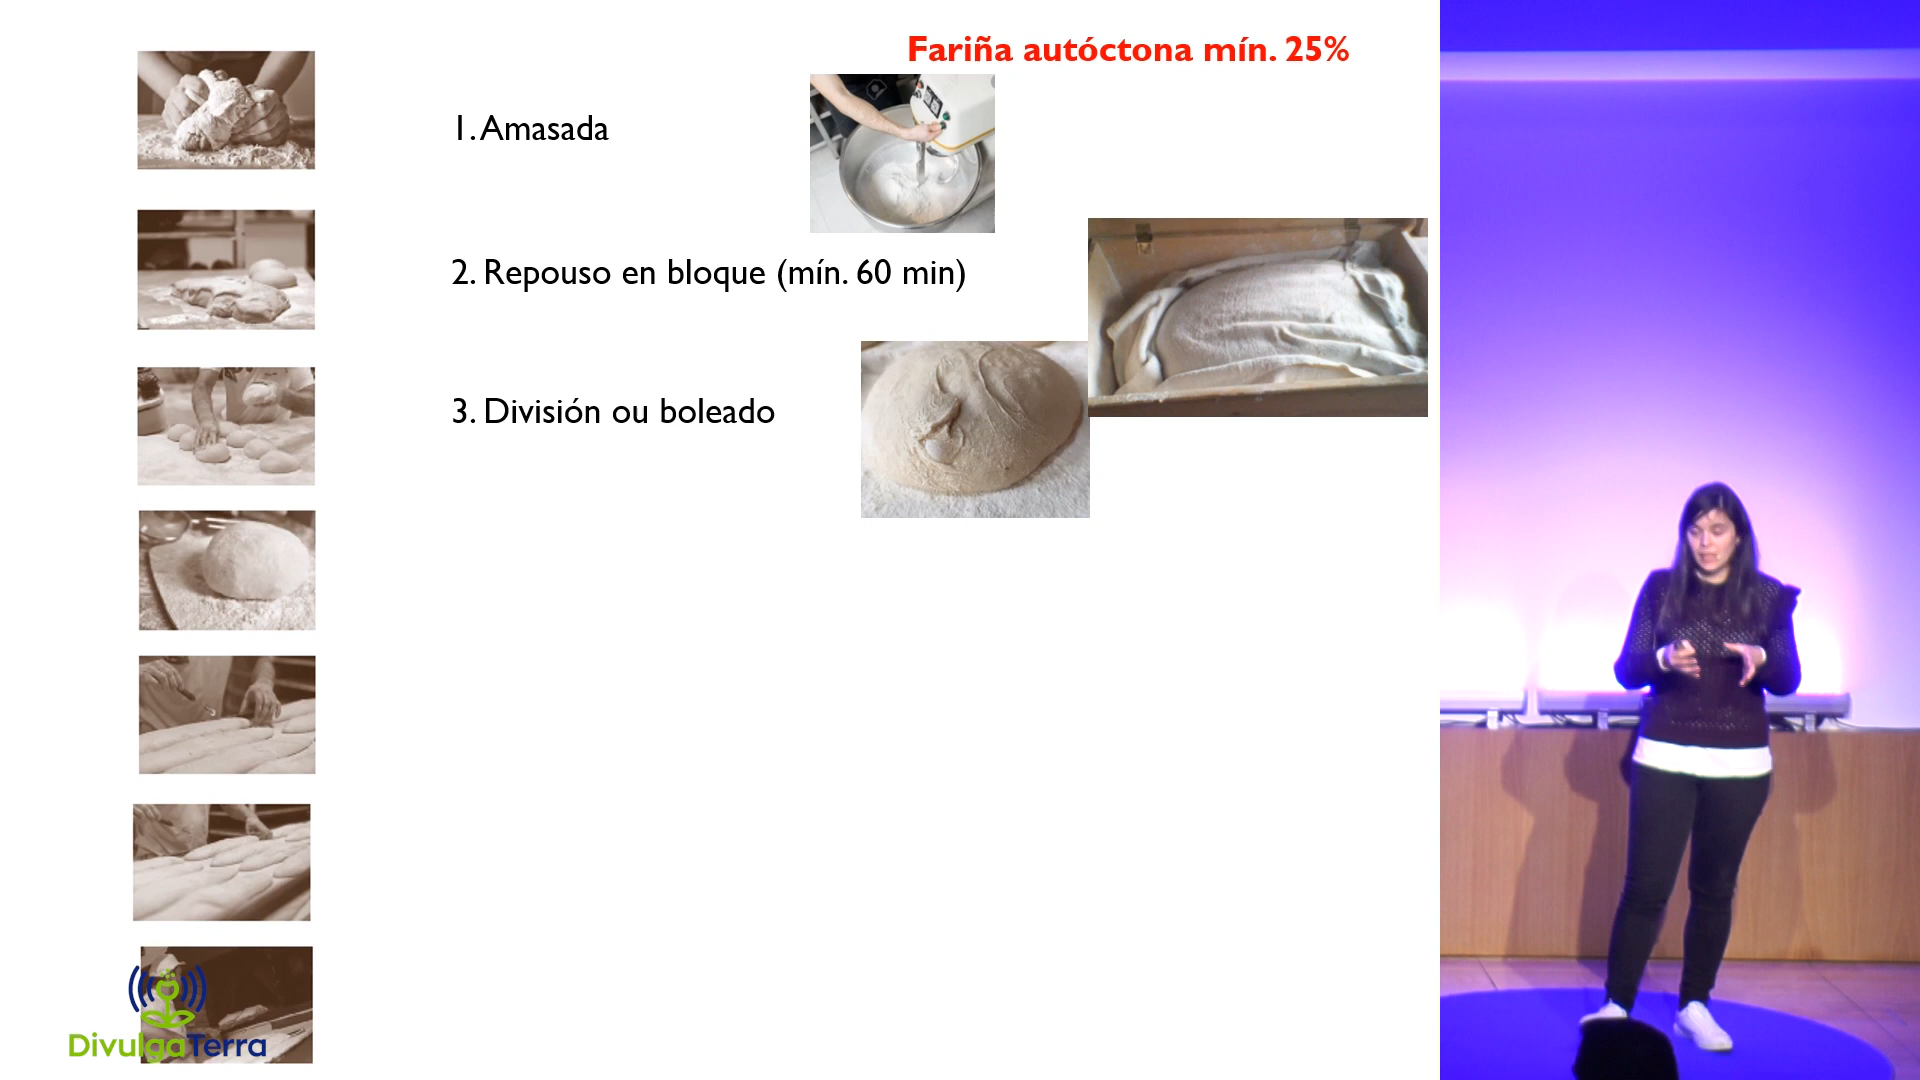 Fariña autóctona mín. 25%
1. Amasada
2. Repouso en bloque (mín. 60 min)
3. División ou boleado
DivulgaTerra